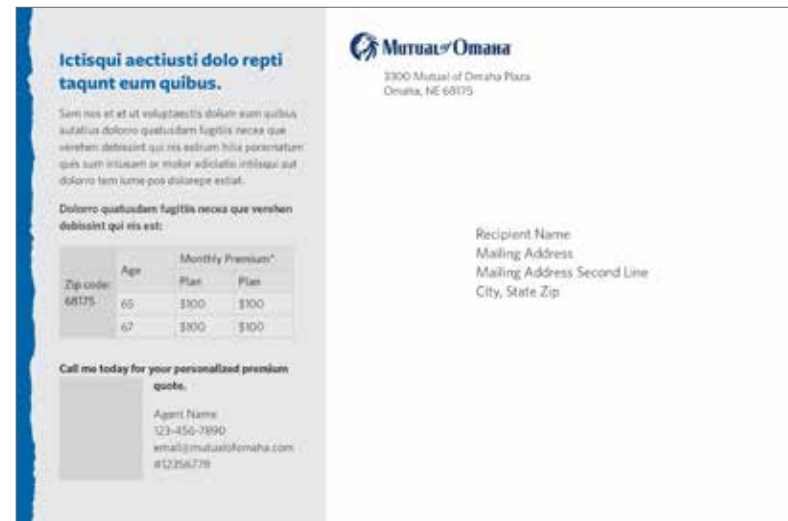 Ictisqui aectiusti dolo repti
taqunt eum quibus.
Sam nos et et ut voluptaectis dolum eum quibus
autatius dolorro quatusdam fugitiis necea que
verehen debissint qui nis estrum hilia porernatum
quis sum intusam or molor adiciatio intiisqui aut
dolorro tem iume pos dolorepe estiat.
Dolorro quatusdam fugitiis necea que verehen
debissint qui nis est:
Zip code:
68175
Age
Monthly Premium*
Plan Plan
65 $100 $100
67 $100 $100
Call me today for your personalized premium
quote.
Agent Name
123-456-7890
email@mutualofomaha.com
#12356778
Mutual of Omaha
3300 Mutual of Omaha Plaza
Omaha, NE 68175
Recipient Name
Mailing Address
Mailing Address Second Line
City, State Zip